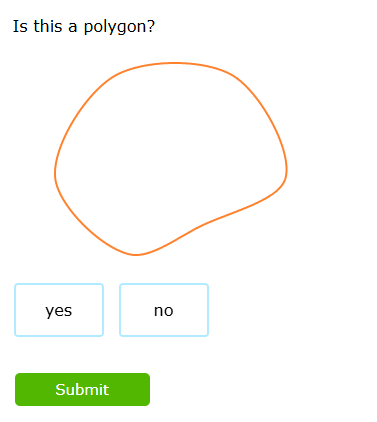 Is this a polygon?
yes
no
Submit